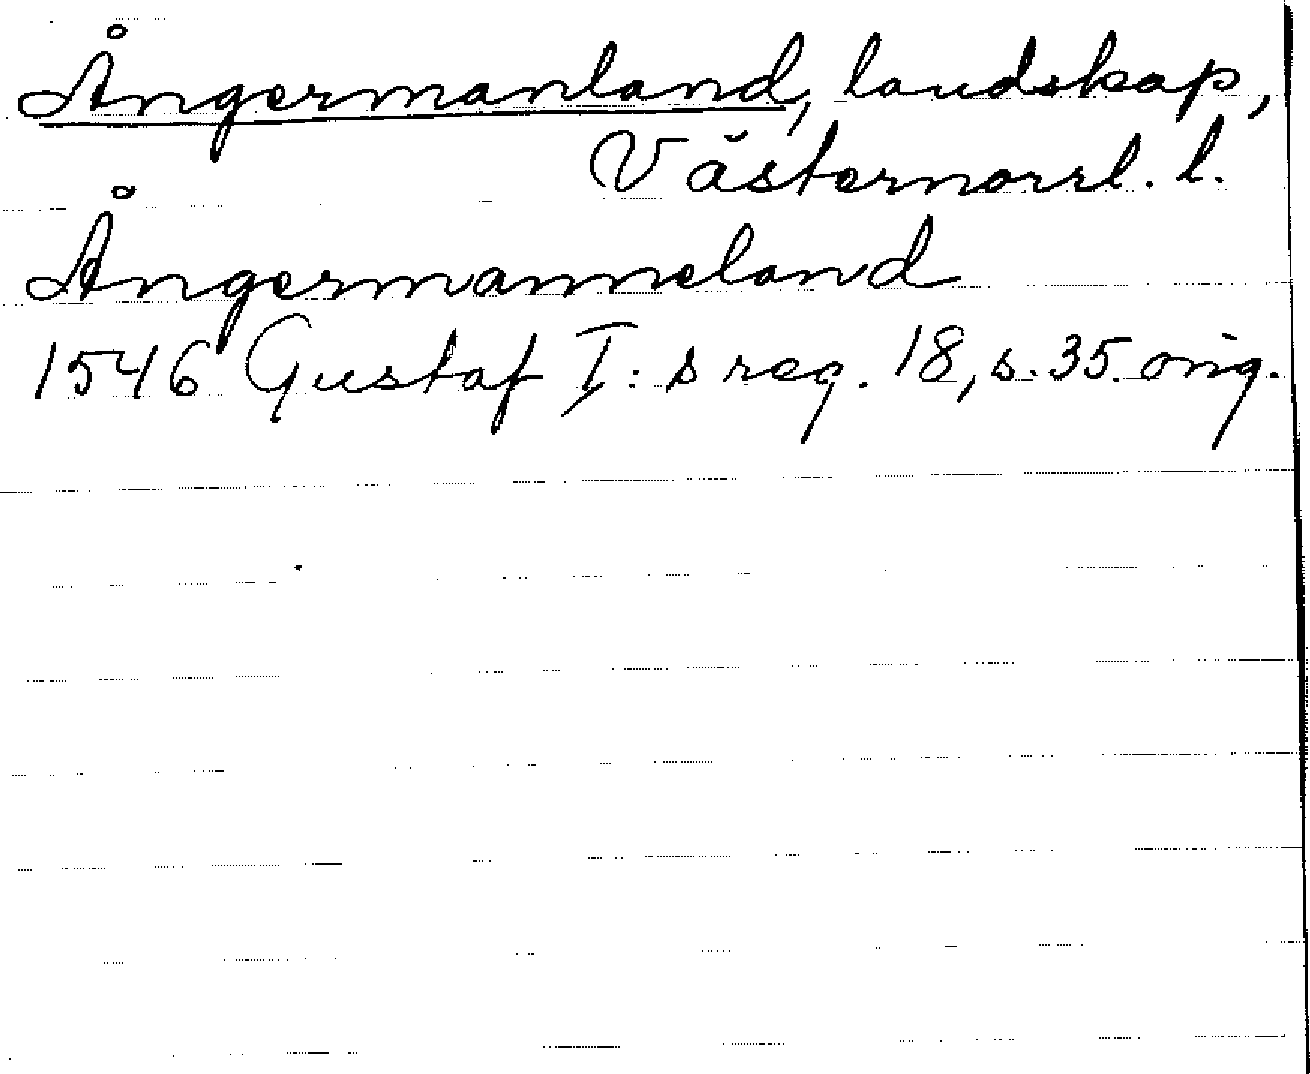 Ångermanland, landskap,
Västernorrl. l.
Ångermanneland
1546 Gustaf I:s reg. 18, s. 35 orig.